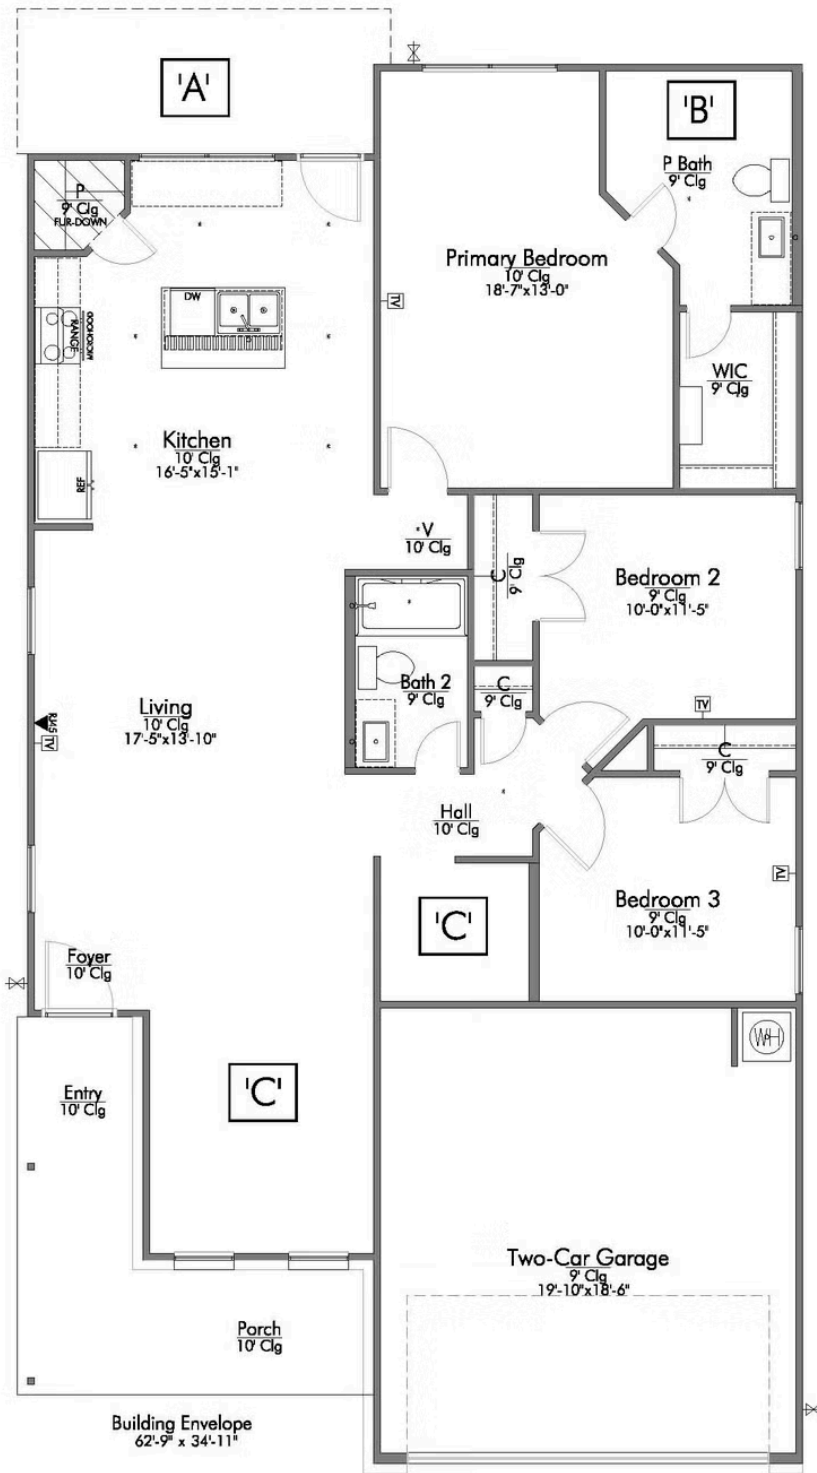 'A'
'B'
P Bath
9' Clg
P
9' Clg
FUR-DOWN
Primary Bedroom
10' Clg
18'-7"x13'-0"
TV
DW
RANGE
MICROHOOD
WIC
9' Clg
Kitchen
10' Clg
16'-5"x15'-1"
REF
V
10' Clg
C
9' Clg
Bedroom 2
9' Clg
10'-0"x11'-5"
TV
Bath 2
9' Clg
C
9' Clg
Living
10' Clg
17'-5"x13'-10"
RJ45
TV
C
9' Clg
Hall
10' Clg
TV
Bedroom 3
9' Clg
10'-0"x11'-5"
'C'
Foyer
10' Clg
WH
Entry
10' Clg
'C'
Two-Car Garage
9' Clg
19'-10"x18'-6"
Porch
10' Clg
Building Envelope
62'-9" x 34'-11"